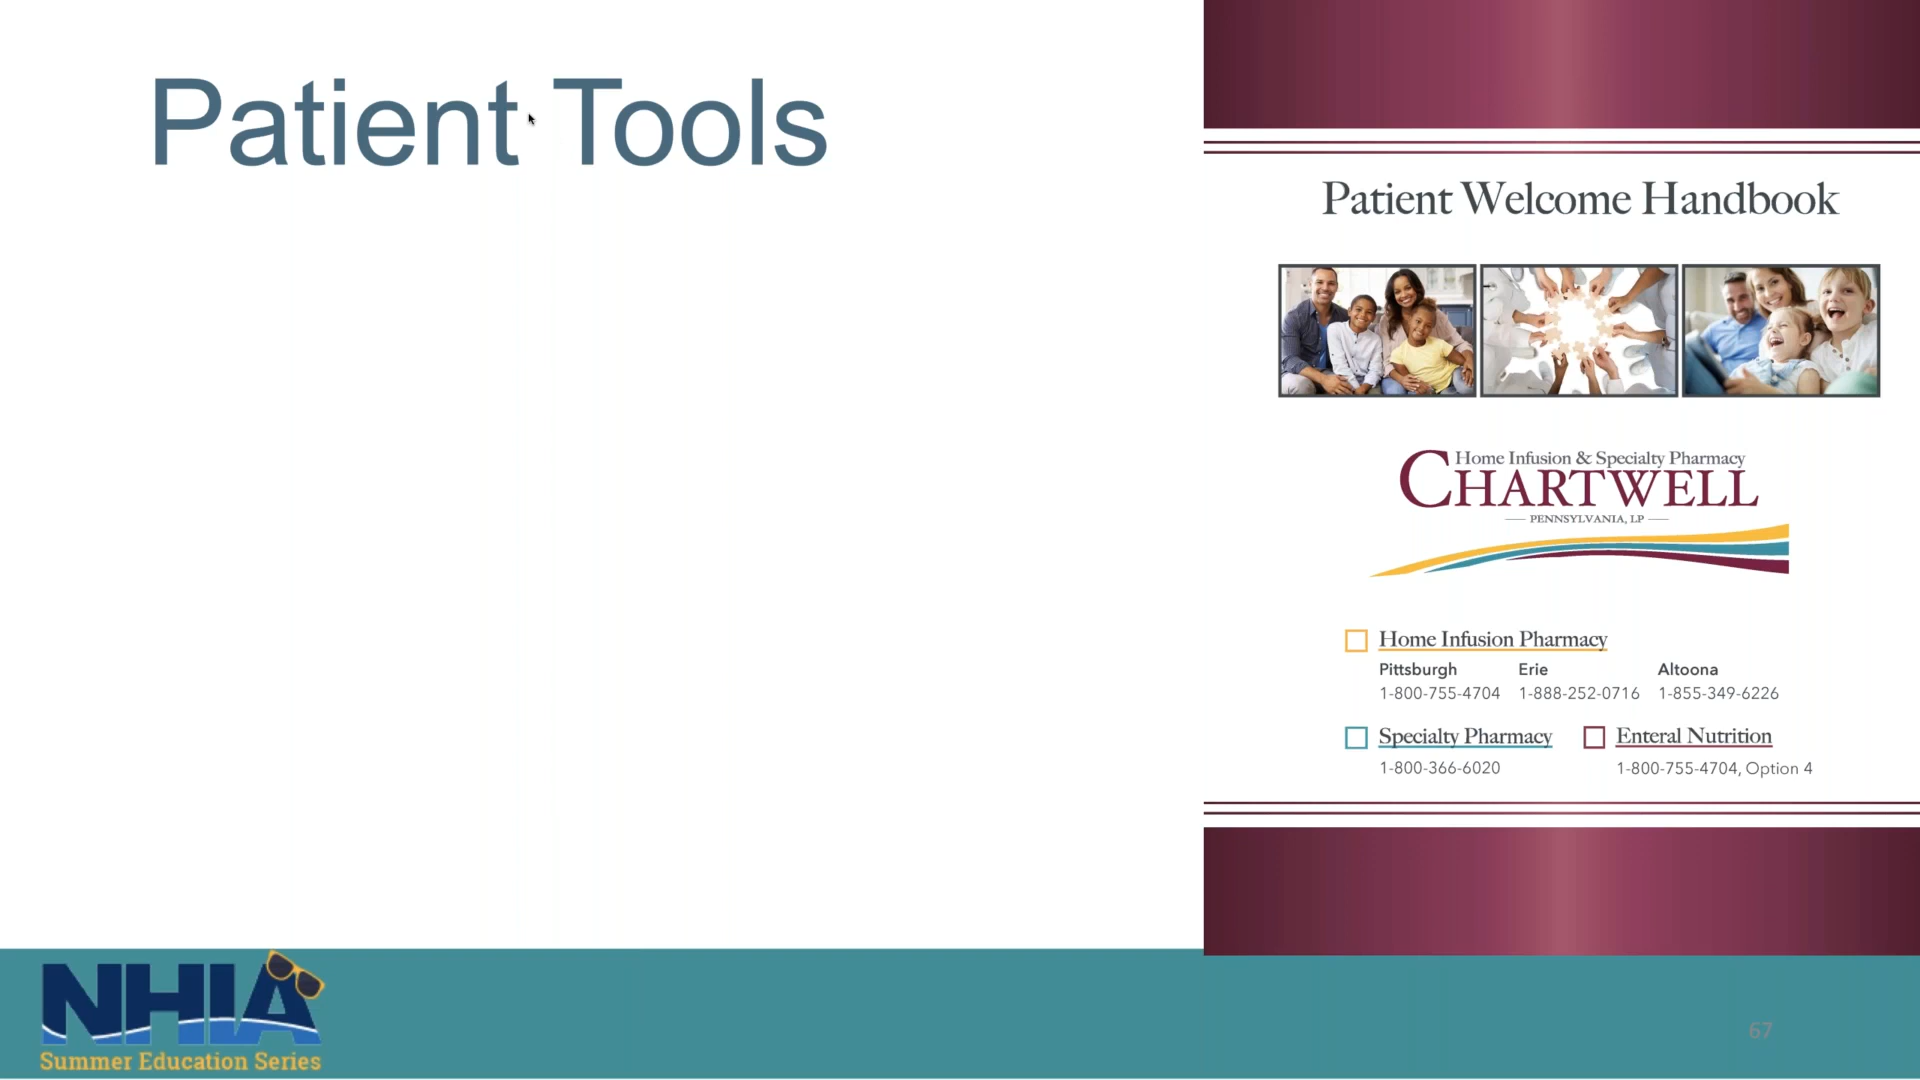 Patient Tools
Patient Welcome Handbook
Home Infusion & Specialty Pharmacy
CHARTWELL
PENNSYLVANIA, LP
Home Infusion Pharmacy
Pittsburgh Erie Altoona
1-800-755-4704 1-888-252-0716 1-855-349-6226
Specialty Pharmacy Enteral Nutrition
1-800-366-6020 1-800-755-4704, Option 4
NHIA
Summer Education Series
67